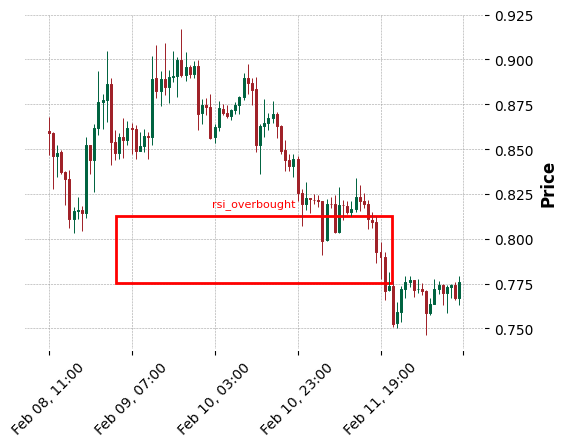 0.925
0.900
0.875
0.850
0.825
0.800
0.775
0.750
Price
rsi_overbought
Feb 08, 11:00
Feb 09, 07:00
Feb 10, 03:00
Feb 10, 23:00
Feb 11, 19:00